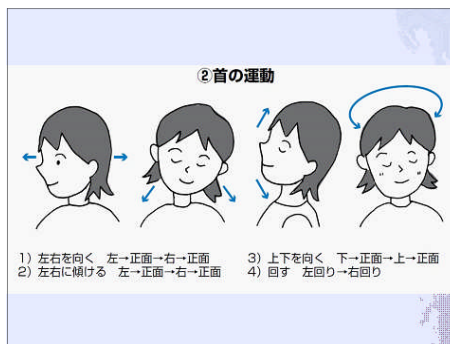 ②首の運動
1）左右を向く　左→正面→右→正面
2）左右に傾ける　左→正面→右→正面
3）上下を向く　下→正面→上→正面
4）回す　左回り→右回り